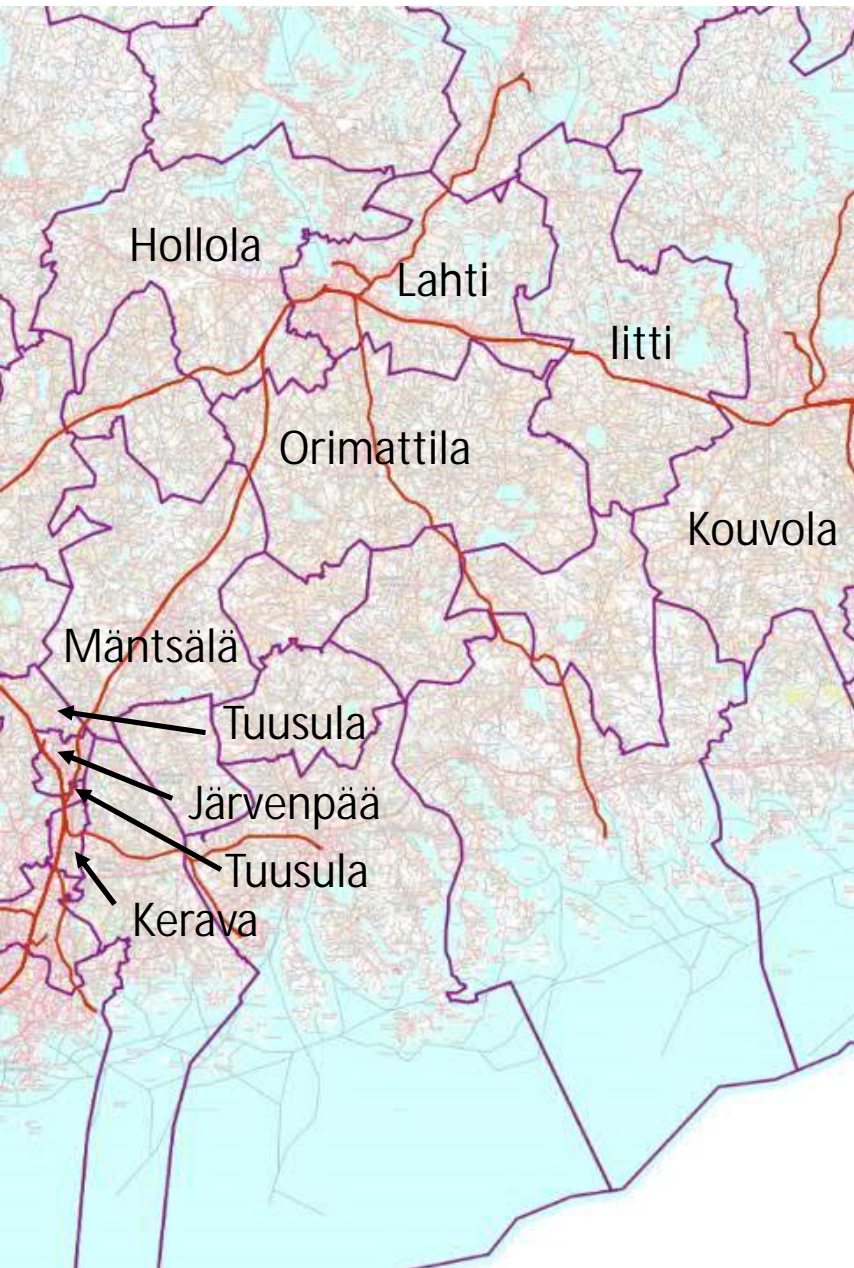 Hollola
Lahti
Iitti
Orimattila
Kouvola
Mäntsälä
Tuusula
Järvenpää
Tuusula
Kerava